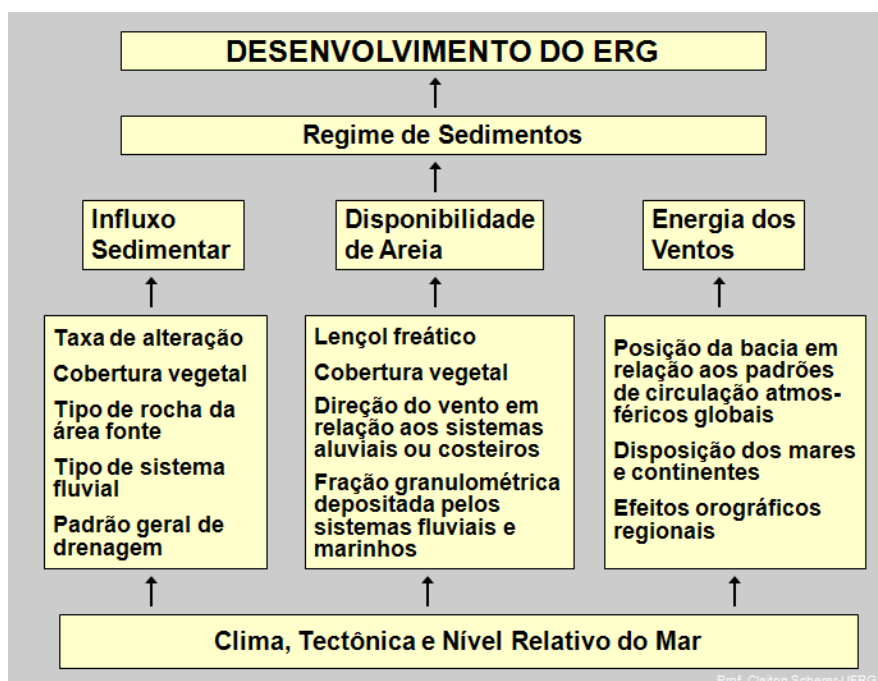 DESENVOLVIMENTO DO ERG
Regime de Sedimentos
Influxo
Sedimentar
Disponibilidade
de Areia
Energia dos
Ventos
Taxa de alteração
Cobertura vegetal
Tipo de rocha da
área fonte
Tipo de sistema
fluvial
Padrão geral de
drenagem
Lençol freático
Cobertura vegetal
Direção do vento em
relação aos sistemas
aluviais ou costeiros
Fração granulométrica
depositada pelos
sistemas fluviais e
marinhos
Posição da bacia em
relação aos padrões
de circulação atmos-
féricos globais
Disposição dos mares
e continentes
Efeitos orográficos
regionais
Clima, Tectônica e Nível Relativo do Mar
Prof. Cleiton Scherer-UFRG